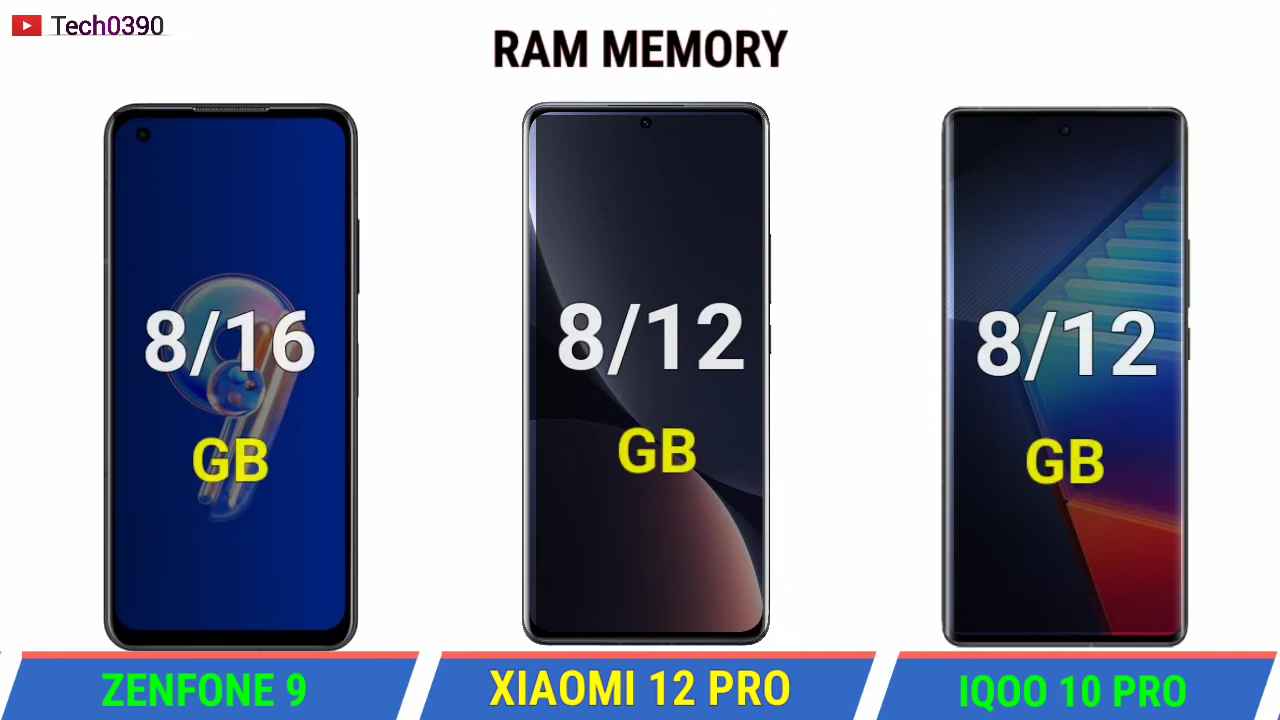 Tech0390
RAM MEMORY
8/16
GB
8/12
GB
8/12
GB
ZENFONE 9
XIAOMI 12 PRO
IQOO 10 PRO